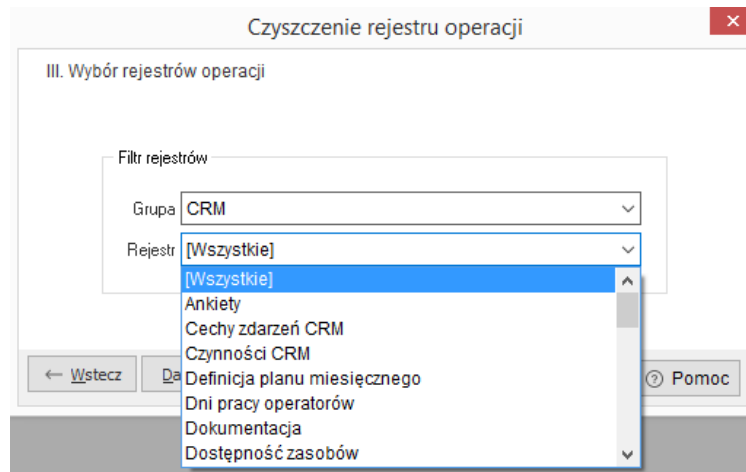 Czyszczenie rejestru operacji
III. Wybór rejestrów operacji
Filtr rejestrów
Grupa CRM
Rejestr [Wszystkie]
[Wszystkie]
Ankiety
Cechy zdarzeń CRM
Czynności CRM
Definicja planu miesięcznego
Dni pracy operatorów
Dokumentacja
Dostępność zasobów
← Wstecz Da Pomoc